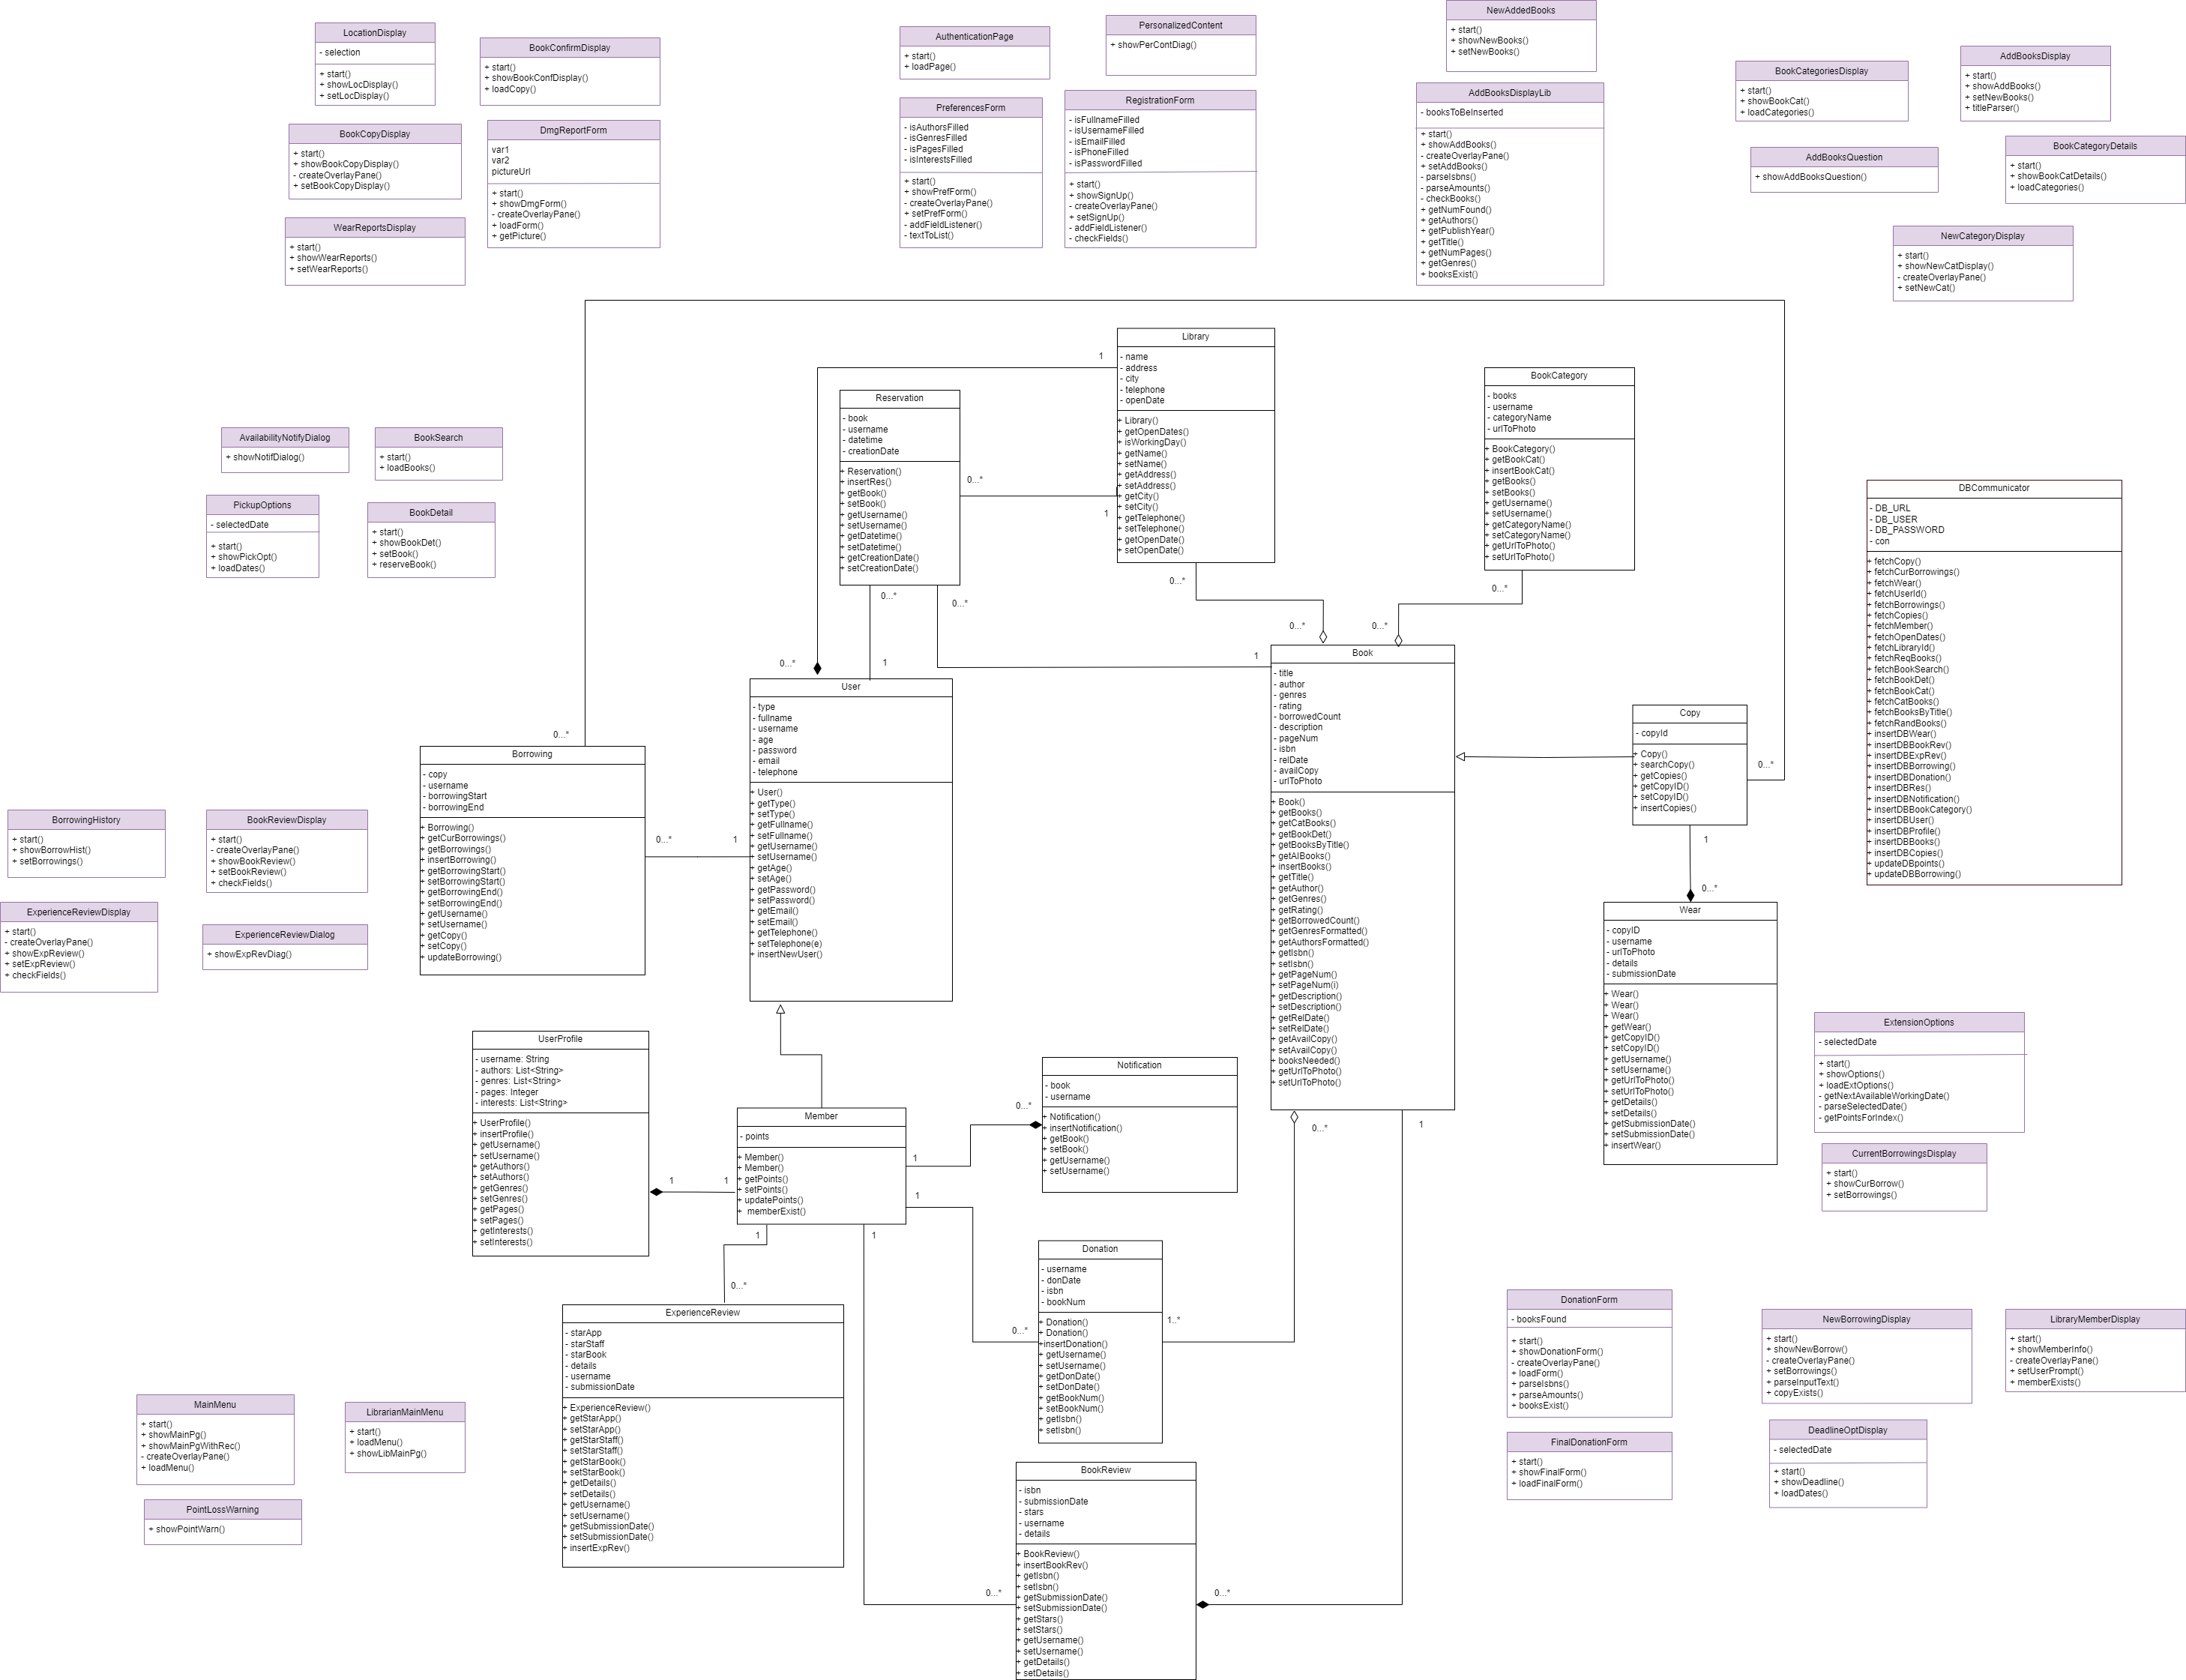 LocationDisplay
- selection
+ start()
+ showLocDisplay()
+ setLocDisplay()
BookConfirmDisplay
+ start()
+ showBookConfDisplay()
+ loadCopy()
BookCopyDisplay
+ start()
+ showBookCopyDisplay()
- createOverlayPane()
+ setBookCopyDisplay()
DmgReportForm
var1
var2
pictureUrl
+ start()
+ showDmgForm()
- createOverlayPane()
+ loadForm()
+ getPicture()
WearReportsDisplay
+ start()
+ showWearReports()
+ setWearReports()
AuthenticationPage
+ start()
+ loadPage()
PersonalizedContent
+ showPerContDiag()
PreferencesForm
- isAuthorsFilled
- isGenresFilled
- isPagesFilled
- isInterestsFilled
+ start()
+ showPrefForm()
- createOverlayPane()
+ setPrefForm()
- addFieldListener()
- textToList()
RegistrationForm
- isFullnameFilled
- isUsernameFilled
- isEmailFilled
- isPhoneFilled
- isPasswordFilled
+ start()
+ showSignUp()
- createOverlayPane()
+ setSignUp()
- addFieldListener()
- checkFields()
NewAddedBooks
+ start()
+ showNewBooks()
+ setNewBooks()
AddBooksDisplayLib
- booksToBeInserted
+ start()
+ showAddBooks()
- createOverlayPane()
+ setAddBooks()
- parseIsbns()
- parseAmounts()
- checkBooks()
+ getNumFound()
+ getAuthors()
+ getPublishYear()
+ getTitle()
+ getNumPages()
+ getGenres()
+ booksExist()
BookCategoriesDisplay
+ start()
+ showBookCat()
+ loadCategories()
AddBooksDisplay
+ start()
+ showAddBooks()
+ setNewBooks()
+ titleParser()
AddBooksQuestion
+ showAddBooksQuestion()
BookCategoryDetails
+ start()
+ showBookCatDetails()
+ loadCategories()
NewCategoryDisplay
+ start()
+ showNewCatDisplay()
- createOverlayPane()
+ setNewCat()
Library
- name
- address
- city
- telephone
- openDate
+ Library()
+ getOpenDates()
+ isWorkingDay()
+ getName()
+ setName()
+ getAddress()
+ setAddress()
+ getCity()
+ setCity()
+ getTelephone()
+ setTelephone()
+ getOpenDate()
+ setOpenDate()
1
Reservation
- book
- username
- datetime
- creationDate
+ Reservation()
+ insertRes()
+ getBook()
+ setBook()
+ getUsername()
+ setUsername()
+ getDatetime()
+ setDatetime()
+ getCreationDate()
+ setCreationDate()
0...*
1
0...*
0...*
BookCategory
- books
- username
- categoryName
- urlToPhoto
+ BookCategory()
+ getBookCat()
+ insertBookCat()
+ getBooks()
+ setBooks()
+ getUsername()
+ setUsername()
+ getCategoryName()
+ setCategoryName()
+ getUrlToPhoto()
+ setUrlToPhoto()
0...*
0...*
0...*
0...*
AvailabilityNotifyDialog
+ showNotifDialog()
BookSearch
+ start()
+ loadBooks()
PickupOptions
- selectedDate
+ start()
+ showPickOpt()
+ loadDates()
BookDetail
+ start()
+ showBookDet()
+ setBook()
+ reserveBook()
DBCommunicator
- DB_URL
- DB_USER
- DB_PASSWORD
- con
+ fetchCopy()
+ fetchCurBorrowings()
+ fetchWear()
+ fetchUserId()
+ fetchBorrowings()
+ fetchCopies()
+ fetchMember()
+ fetchOpenDates()
+ fetchLibraryId()
+ fetchReqBooks()
+ fetchBookSearch()
+ fetchBookDet()
+ fetchBookCat()
+ fetchCatBooks()
+ fetchBooksByTitle()
+ fetchRandBooks()
+ insertDBWear()
+ insertDBBookRev()
+ insertDBExpRev()
+ insertDBBorrowing()
+ insertDBDonation()
+ insertDBRes()
+ insertDBNotification()
+ insertDBBookCategory()
+ insertDBUser()
+ insertDBProfile()
+ insertDBBooks()
+ insertDBCopies()
+ updateDBpoints()
+ updateDBBorrowing()
0...*
1
1
User
- type
- fullname
- username
- age
- password
- email
- telephone
+ User()
+ getType()
+ setType()
+ getFullname()
+ setFullname()
+ getUsername()
+ setUsername()
+ getAge()
+ setAge()
+ getPassword()
+ setPassword()
+ getEmail()
+ setEmail()
+ getTelephone()
+ setTelephone(e)
+ insertNewUser()
Book
- title
- author
- genres
- rating
- borrowedCount
- description
- pageNum
- isbn
- relDate
- availCopy
- urlToPhoto
+ Book()
+ getBooks()
+ getCatBooks()
+ getBookDet()
+ getBooksByTitle()
+ getAlBooks()
+ insertBooks()
+ getTitle()
+ getAuthor()
+ getGenres()
+ getRating()
+ getBorrowedCount()
+ getGenresFormatted()
+ getAuthorsFormatted()
+ getIsbn()
+ setIsbn()
+ getPageNum()
+ setPageNum(i)
+ getDescription()
+ setDescription()
+ getRelDate()
+ setRelDate()
+ getAvailCopy()
+ setAvailCopy()
+ booksNeeded()
+ getUrlToPhoto()
+ setUrlToPhoto()
Copy
- copyId
+ Copy()
+ searchCopy()
+ getCopies()
+ getCopyID()
+ setCopyID()
+ insertCopies()
0...*
1
0...*
0...*
Borrowing
- copy
- username
- borrowingStart
- borrowingEnd
+ Borrowing()
+ getCurBorrowings()
+ getBorrowings()
+ insertBorrowing()
+ getBorrowingStart()
+ setBorrowingStart()
+ getBorrowingEnd()
+ setBorrowingEnd()
+ getUsername()
+ setUsername()
+ getCopy()
+ setCopy()
+ updateBorrowing()
0...*
1
BorrowingHistory
+ start()
+ showBorrowHist()
+ setBorrowings()
BookReviewDisplay
+ start()
- createOverlayPane()
+ showBookReview()
+ setBookReview()
+ checkFields()
ExperienceReviewDisplay
+ start()
- createOverlayPane()
+ showExpReview()
+ setExpReview()
+ checkFields()
ExperienceReviewDialog
+ showExpRevDiag()
Wear
- copyID
- username
- urlToPhoto
- details
- submissionDate
+ Wear()
+ Wear()
+ Wear()
+ getWear()
+ getCopyID()
+ setCopyID()
+ getUsername()
+ setUsername()
+ getUrlToPhoto()
+ setUrlToPhoto()
+ getDetails()
+ setDetails()
+ getSubmissionDate()
+ setSubmissionDate()
+ insertWear()
ExtensionOptions
- selectedDate
+ start()
+ showOptions()
+ loadExtOptions()
- getNextAvailableWorkingDate()
- parseSelectedDate()
- getPointsForIndex()
CurrentBorrowingsDisplay
+ start()
+ showCurBorrow()
+ setBorrowings()
UserProfile
- username: String
- authors: List<String>
- genres: List<String>
- pages: Integer
- interests: List<String>
+ UserProfile()
+ insertProfile()
+ getUsername()
+ setUsername()
+ getAuthors()
+ setAuthors()
+ getGenres()
+ setGenres()
+ getPages()
+ setPages()
+ getInterests()
+ setInterests()
1
1
Member
- points
+ Member()
+ Member()
+ getPoints()
+ setPoints()
+ updatePoints()
+ memberExist()
1
1
1
1
Notification
- book
- username
+ Notification()
+ insertNotification()
+ getBook()
+ setBook()
+ getUsername()
+ setUsername()
0...*
0...*
1
Donation
- username
- donDate
- isbn
- bookNum
+ Donation()
+ Donation()
+insertDonation()
+ getUsername()
+ setUsername()
+ getDonDate()
+ setDonDate()
+ getBookNum()
+ setBookNum()
+ getIsbn()
+ setIsbn()
0...*
1..*
0...*
ExperienceReview
- starApp
- starStaff
- starBook
- details
- username
- submissionDate
+ ExperienceReview()
+ getStarApp()
+ setStarApp()
+ getStarStaff()
+ setStarStaff()
+ getStarBook()
+ setStarBook()
+ getDetails()
+ setDetails()
+ getUsername()
+ setUsername()
+ getSubmissionDate()
+ setSubmissionDate()
+ insertExpRev()
BookReview
- isbn
- submissionDate
- stars
- username
- details
+ BookReview()
+ insertBookRev()
+ getIsbn()
+ setIsbn()
+ getSubmissionDate()
+ setSubmissionDate()
+ getStars()
+ setStars()
+ getUsername()
+ setUsername()
+ getDetails()
+ setDetails()
0...*
0...*
MainMenu
+ start()
+ showMainPg()
+ showMainPgWithRec()
- createOverlayPane()
+ loadMenu()
LibrarianMainMenu
+ start()
+ loadMenu()
+ showLibMainPg()
PointLossWarning
+ showPointWarn()
DonationForm
- booksFound
+ start()
+ showDonationForm()
- createOverlayPane()
+ loadForm()
+ parseIsbns()
+ parseAmounts()
+ booksExist()
FinalDonationForm
+ start()
+ showFinalForm()
+ loadFinalForm()
NewBorrowingDisplay
+ start()
+ showNewBorrow()
- createOverlayPane()
+ setBorrowings()
+ parseInputText()
+ copyExists()
LibraryMemberDisplay
+ start()
+ showMemberInfo()
- createOverlayPane()
+ setUserPrompt()
+ memberExists()
DeadlineOptDisplay
- selectedDate
+ start()
+ showDeadline()
+ loadDates()